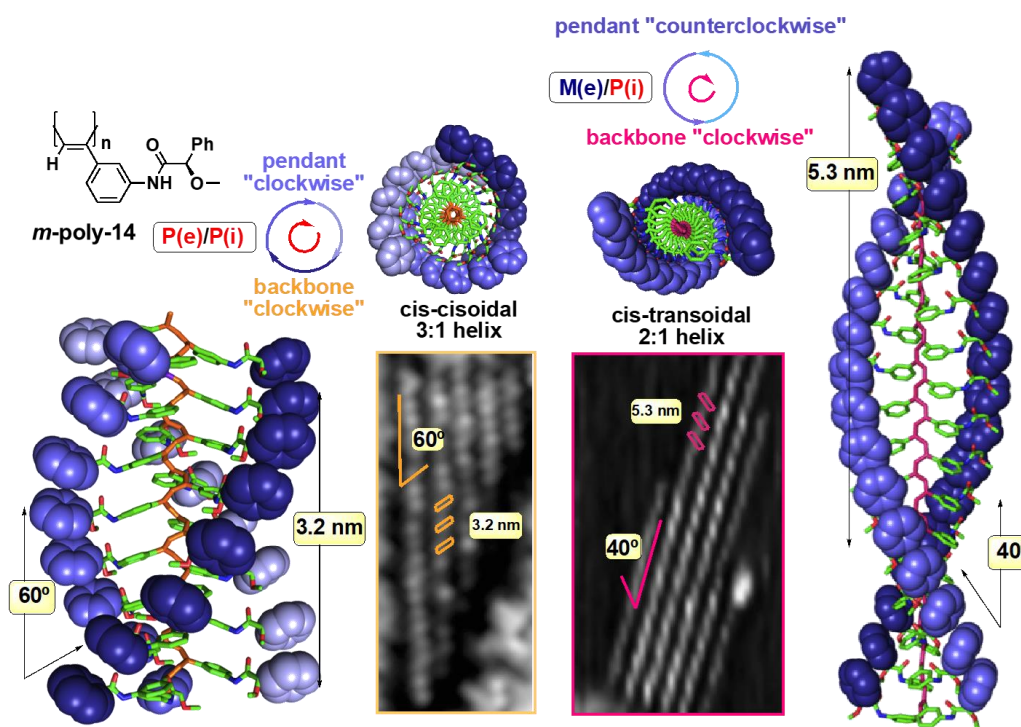 pendant "counterclockwise"
M(e)/P(i)
backbone "clockwise"
n
H
O
Ph
NH
O
m-poly-14
pendant
"clockwise"
P(e)/P(i)
backbone
"clockwise"
cis-cisoidal
3:1 helix
cis-transoidal
2:1 helix
5.3 nm
60º
3.2 nm
60º
3.2 nm
5.3 nm
40º
40